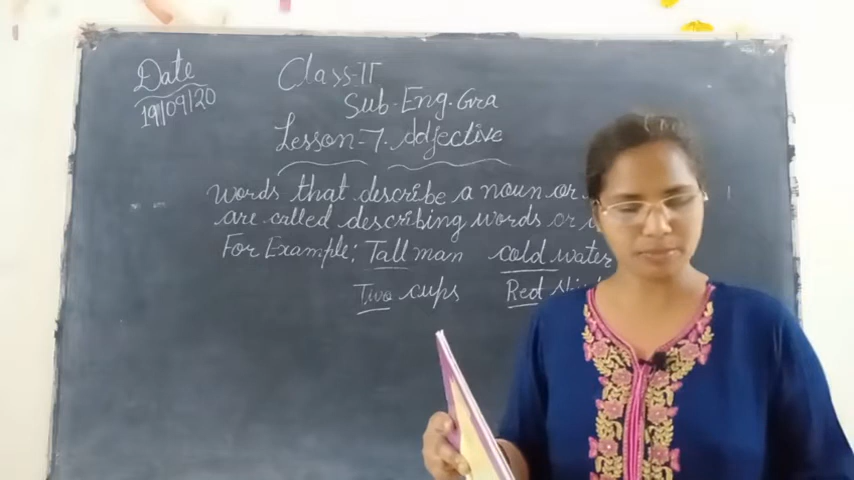 Date
19/09/20
Class-II
Sub-Eng.Gra
Lesson-7. Adjective
words that describe a noun or
are called describing words or
For Example: Tall man cold water
Two cups Red